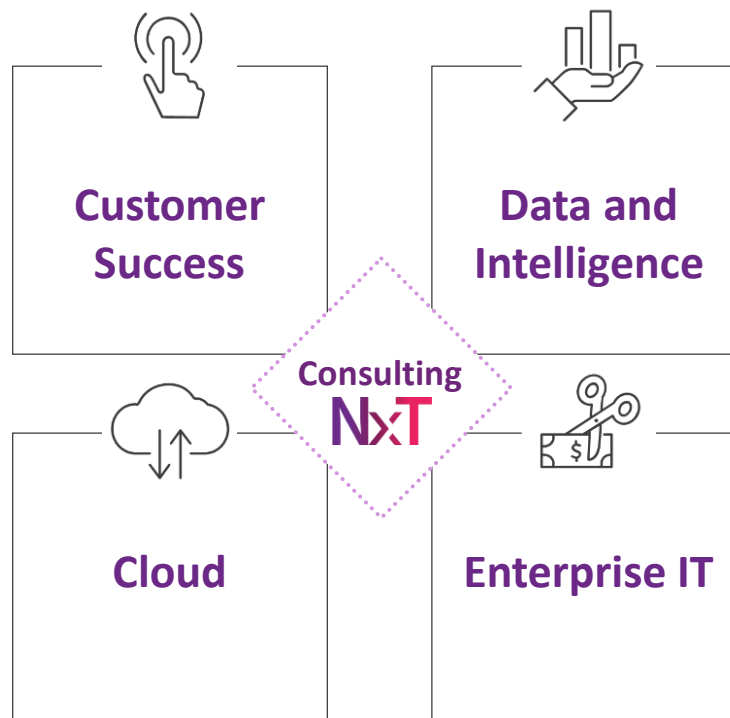 Customer
Success
Data and
Intelligence
Consulting
NxT
$
Cloud
Enterprise IT